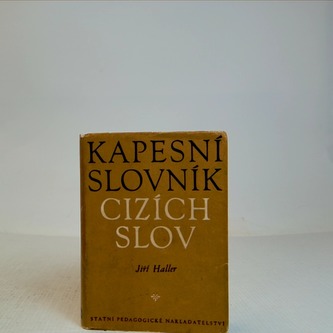 KAPESNÍ
SLOVNÍK
CIZÍCH
SLOV
Jiří Haller
STÁTNÍ PEDAGOGICKÉ NAKLADATELSTVÍ